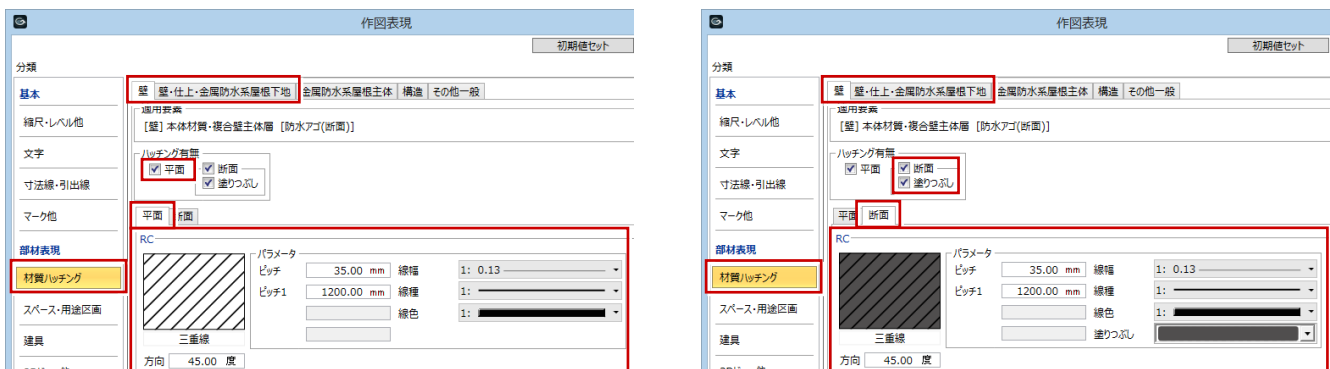 作図表現
初期値セット
分類
基本
縮尺・レベル他
文字
寸法線・引出線
マーク他
部材表現
材質ハッチング
スペース・用途区画
建具
壁 壁・仕上・金属防水系屋根下地 金属防水系屋根主体 構造 その他一般
適用要素
[壁] 本体材質・複合壁主体層 [防水アゴ(断面)]
ハッチング有無
平面 断面
塗りつぶし
平面 断面
RC
パラメータ
ピッチ 35.00 mm 線幅 1: 0.13
ピッチ1 1200.00 mm 線種 1:
線色 1:
三重線
方向 45.00 度
作図表現
初期値セット
分類
基本
縮尺・レベル他
文字
寸法線・引出線
マーク他
部材表現
材質ハッチング
スペース・用途区画
建具
壁 壁・仕上・金属防水系屋根下地 金属防水系屋根主体 構造 その他一般
適用要素
[壁] 本体材質・複合壁主体層 [防水アゴ(断面)]
ハッチング有無
平面 断面
塗りつぶし
平面 断面
RC
パラメータ
ピッチ 35.00 mm 線幅 1: 0.13
ピッチ1 1200.00 mm 線種 1:
線色 1:
塗りつぶし
三重線
方向 45.00 度